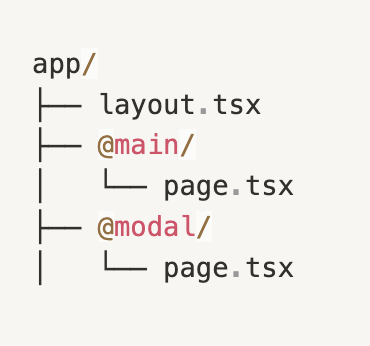 app/
├── layout.tsx
├── @main/
│   └── page.tsx
├── @modal/
│   └── page.tsx